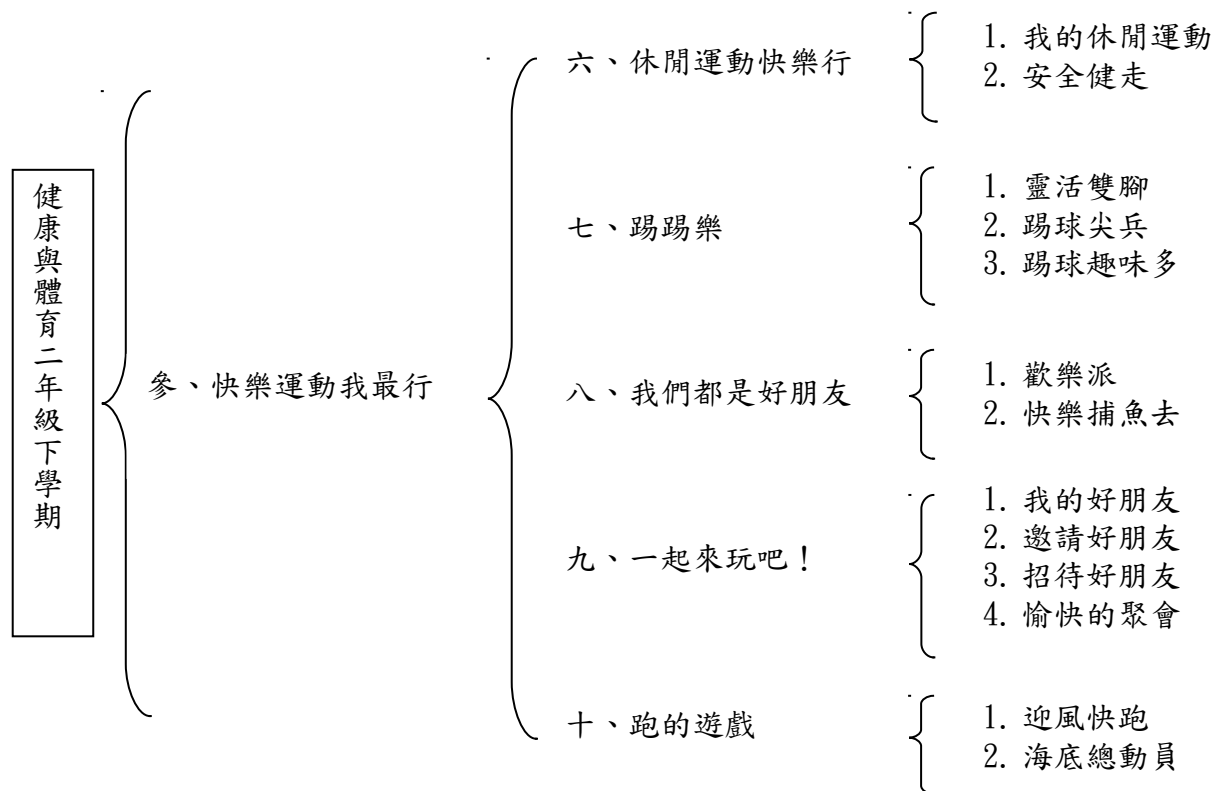 健康與體育二年級下學期
參、快樂運動我最行
六、休閒運動快樂行
1. 我的休閒運動
2. 安全健走
七、踢踢樂
1. 靈活雙腳
2. 踢球尖兵
3. 踢球趣味多
八、我們都是好朋友
1. 歡樂派
2. 快樂捕魚去
九、一起來玩吧！
1. 我的好朋友
2. 邀請好朋友
3. 招待好朋友
4. 愉快的聚會
十、跑的遊戲
1. 迎風快跑
2. 海底總動員